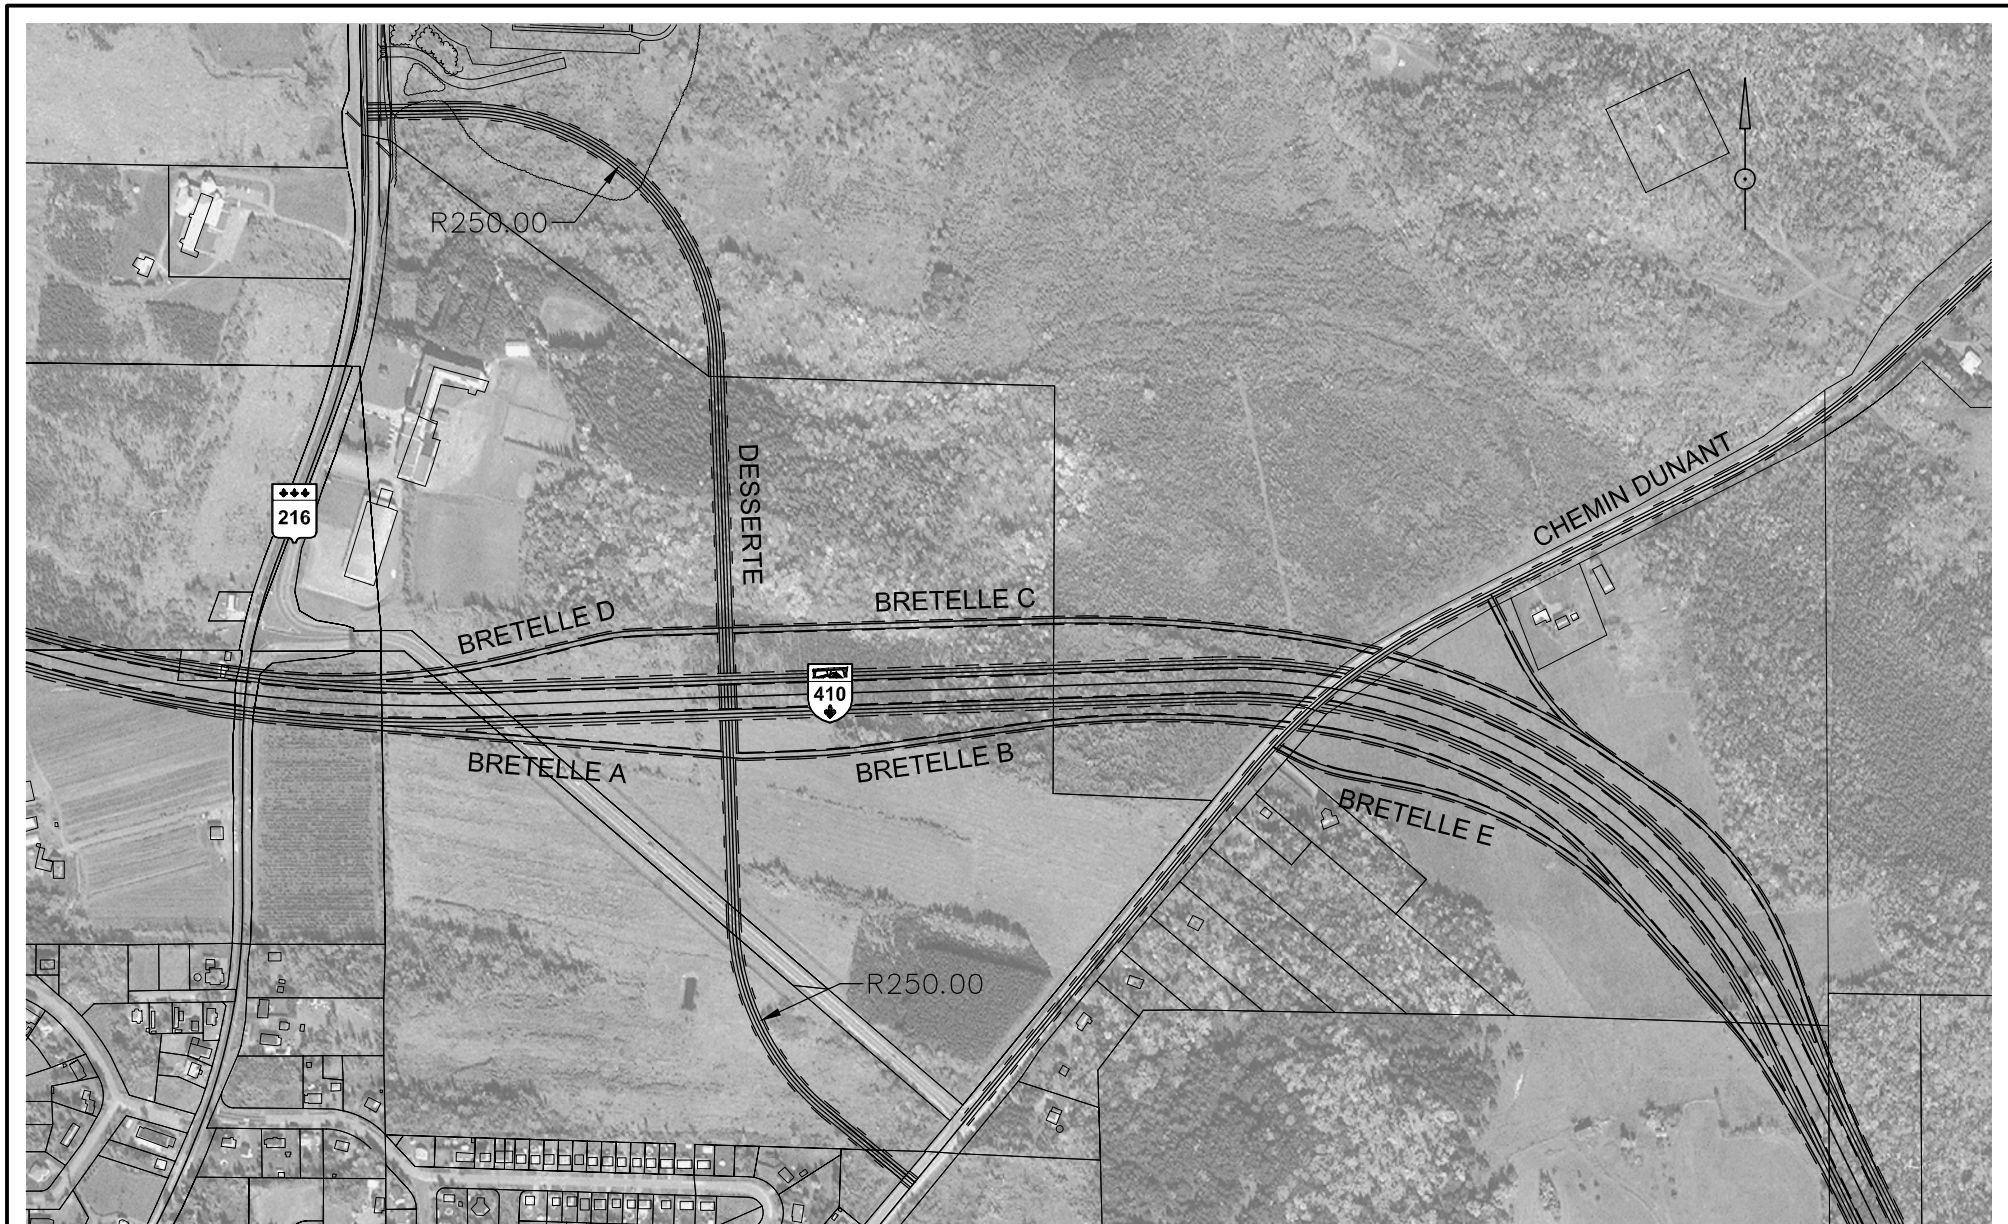 R250.00
216
DESSERTE
CHEMIN DUNANT
BRETELLE D
BRETELLE C
410
BRETELLE A
BRETELLE B
BRETELLE E
R250.00